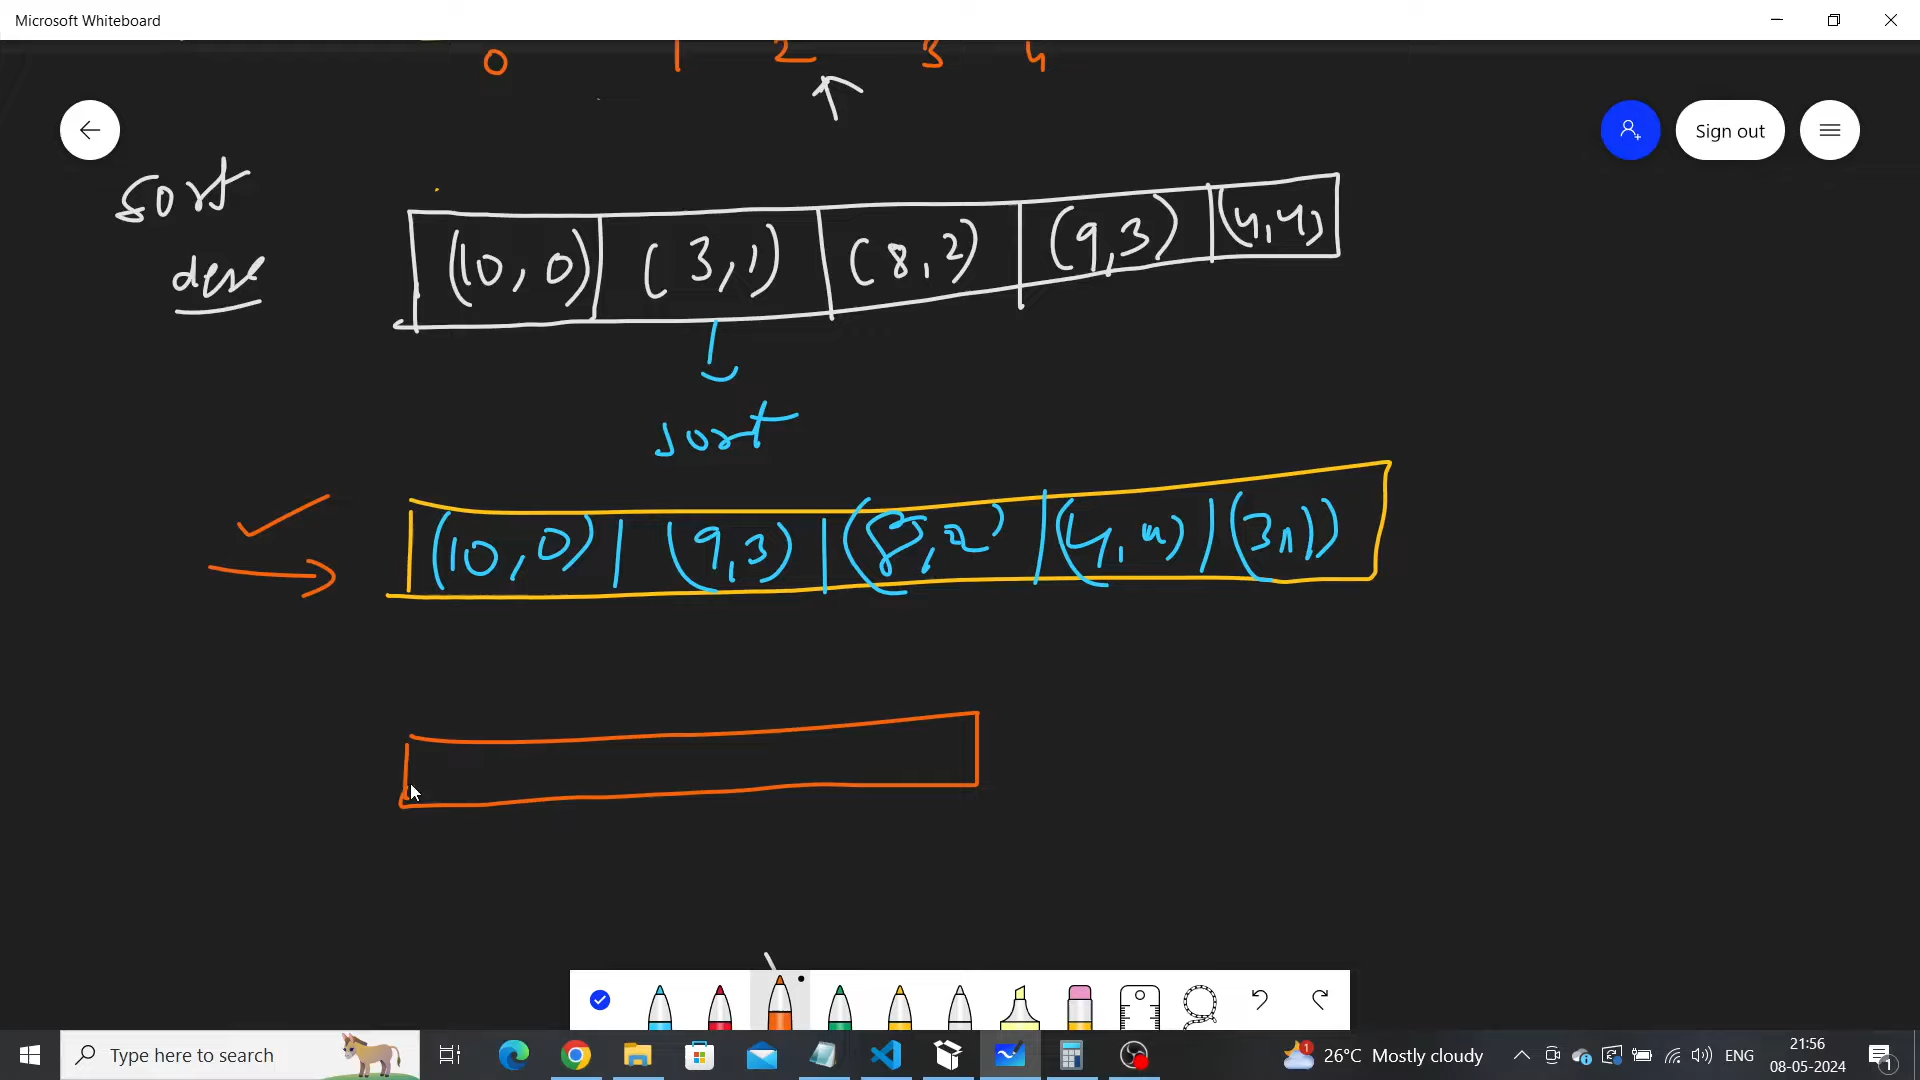 Microsoft Whiteboard
0 1 2 3 4
Sign out
sort
desc
(10, 0) (3, 1) (8, 2) (9, 3) (4, 4)
sort
(10, 0) | (9, 3) | (8, 2) | (4, 4) | (3, 1)
Type here to search
1
26°C Mostly cloudy
ENG
21:56
08-05-2024
1